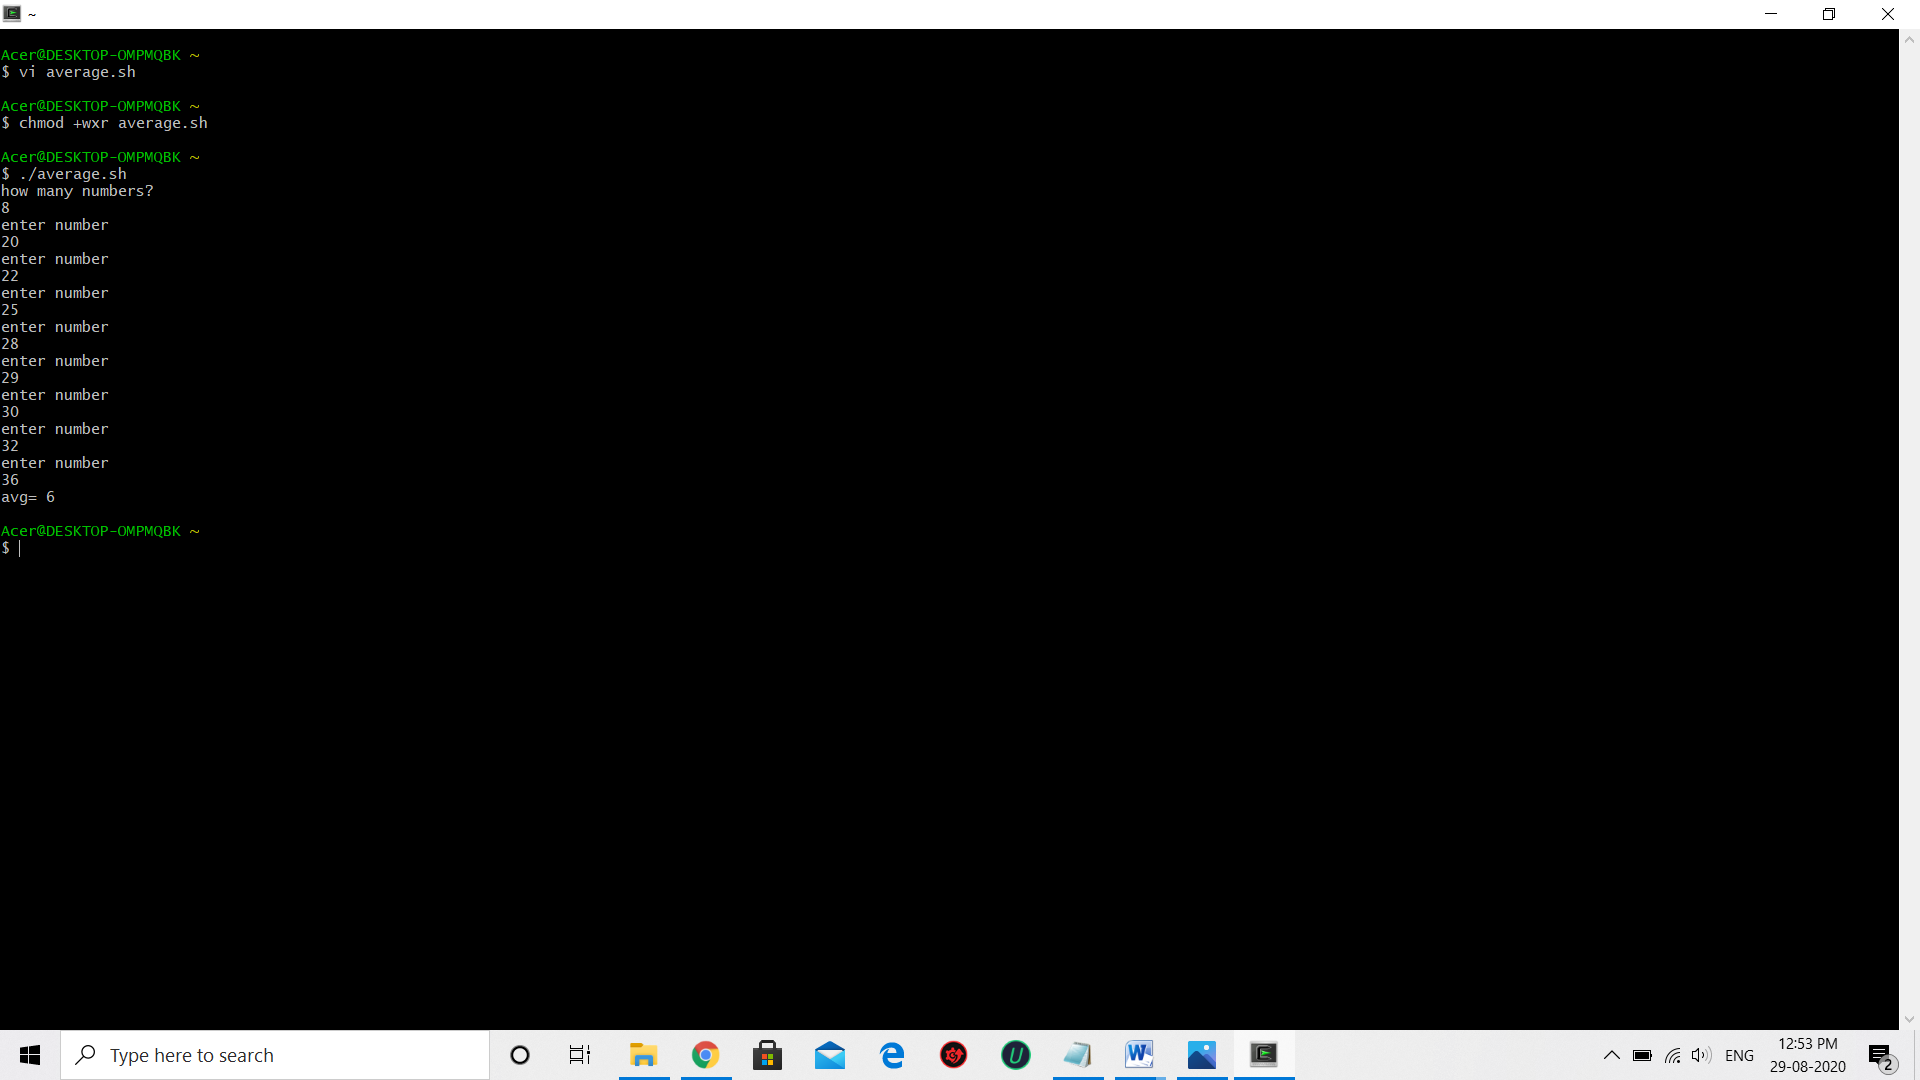 ~
Acer@DESKTOP-OMPMQBK ~
$ vi average.sh
Acer@DESKTOP-OMPMQBK ~
$ chmod +wxr average.sh
Acer@DESKTOP-OMPMQBK ~
$ ./average.sh
how many numbers?
8
enter number
20
enter number
22
enter number
25
enter number
28
enter number
29
enter number
30
enter number
32
enter number
36
avg= 6
Acer@DESKTOP-OMPMQBK ~
$
Type here to search
ENG
12:53 PM
29-08-2020
2